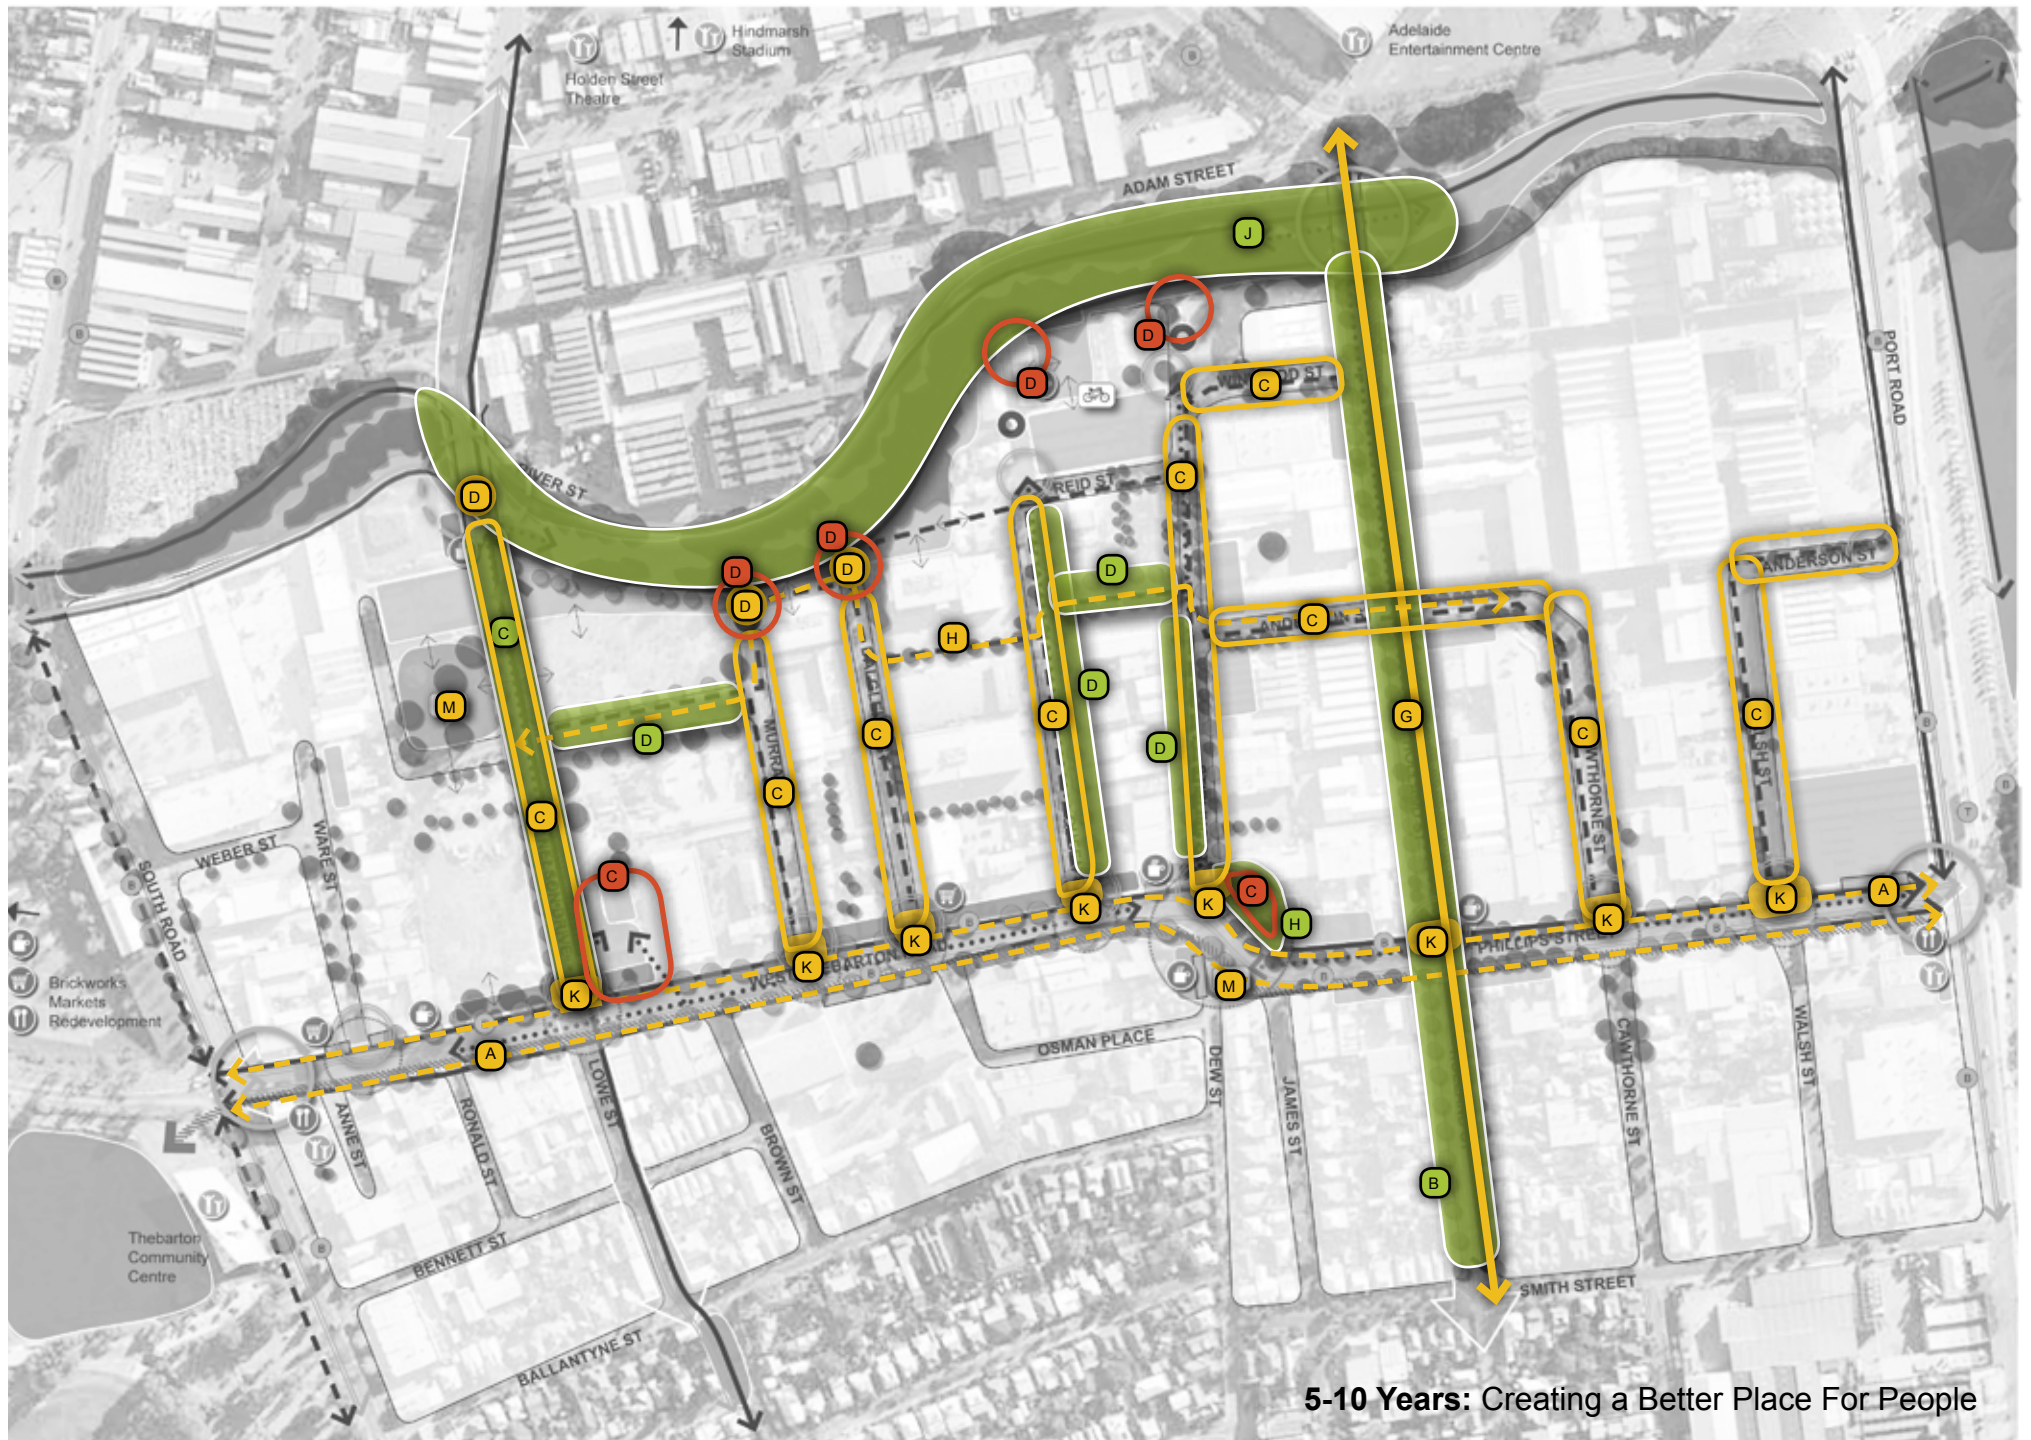 Hindmarsh
Stadium
Holden Street
Theatre
Adelaide
Entertainment Centre
ADAM STREET
J
D
D
C
PORT ROAD
RIVER ST
D
REID ST
C
D
D
D
D
D
C
H
C
ANDERSON ST
M
D
D
C
D
C
C
G
C
C
MURRAY
C
C
WEBER ST
WARE ST
SOUTH ROAD
CAWTHORNE ST
C
C
K
K
H
K
K
K
A
K
K
K
K
PHILLIPS STREET
M
Brickworks
Markets
Redevelopment
A
OSMAN PLACE
DEW ST
JAMES ST
CAWTHORNE ST
WALSH ST
ANNE ST
RONALD ST
LOWE ST
BROWN ST
B
Thebarton
Community
Centre
BENNETT ST
SMITH STREET
BALLANTYNE ST
5-10 Years: Creating a Better Place For People